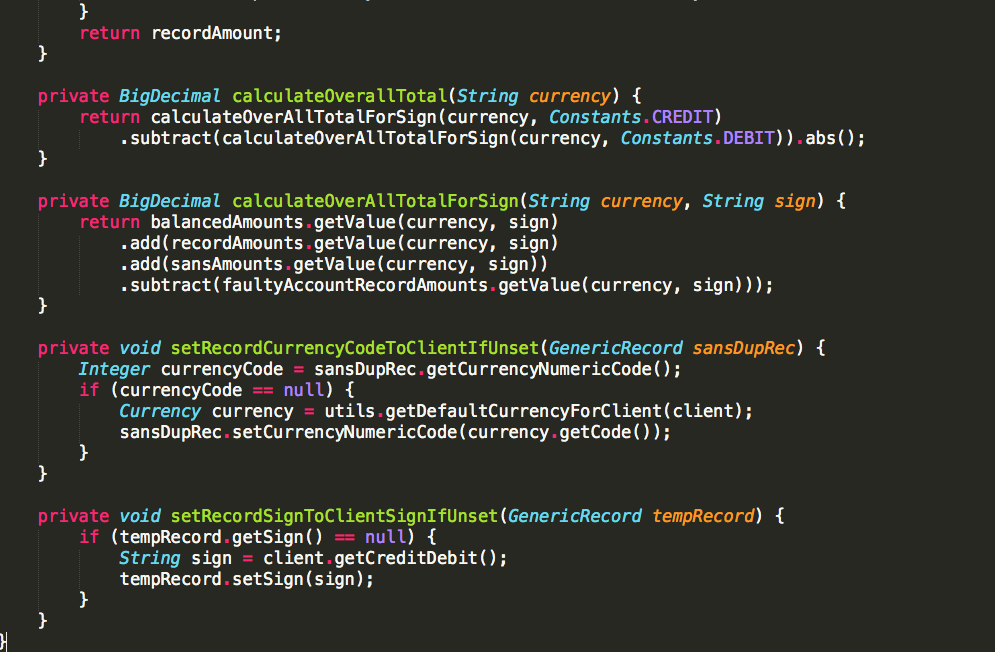 }
return recordAmount;
}
private BigDecimal calculateOverallTotal(String currency) {
return calculateOverAllTotalForSign(currency, Constants.CREDIT)
.subtract(calculateOverAllTotalForSign(currency, Constants.DEBIT)).abs();
}
private BigDecimal calculateOverAllTotalForSign(String currency, String sign) {
return balancedAmounts.getValue(currency, sign)
.add(recordAmounts.getValue(currency, sign)
.add(sansAmounts.getValue(currency, sign))
.subtract(faultyAccountRecordAmounts.getValue(currency, sign)));
}
private void setRecordCurrencyCodeToClientIfUnset(GenericRecord sansDupRec) {
Integer currencyCode = sansDupRec.getCurrencyNumericCode();
if (currencyCode == null) {
Currency currency = utils.getDefaultCurrencyForClient(client);
sansDupRec.setCurrencyNumericCode(currency.getCode());
}
}
private void setRecordSignToClientSignIfUnset(GenericRecord tempRecord) {
if (tempRecord.getSign() == null) {
String sign = client.getCreditDebit();
tempRecord.setSign(sign);
}
}
}